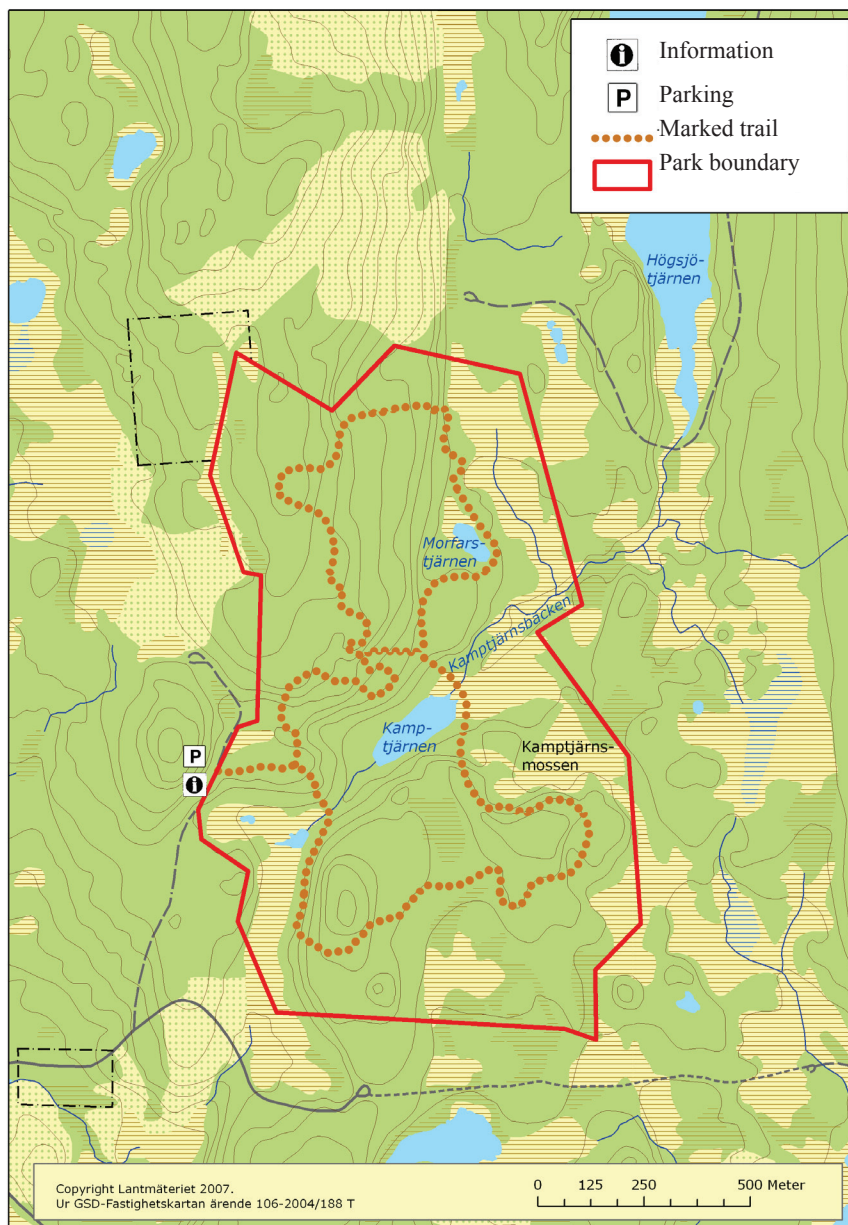 Information
P
Parking
Marked trail
Park boundary
Högsjö-
tjärnen
Morfars-
tjärnen
Kamptjärnsbäcken
Kamp-
tjärnen
Kamptjärns-
mossen
P
Copyright Lantmäteriet 2007.
Ur GSD-Fastighetskartan ärende 106-2004/188 T
0 125 250 500 Meter